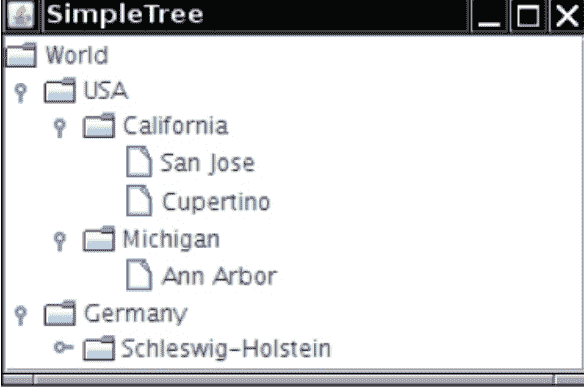 SimpleTree
World
USA
California
San Jose
Cupertino
Michigan
Ann Arbor
Germany
Schleswig-Holstein